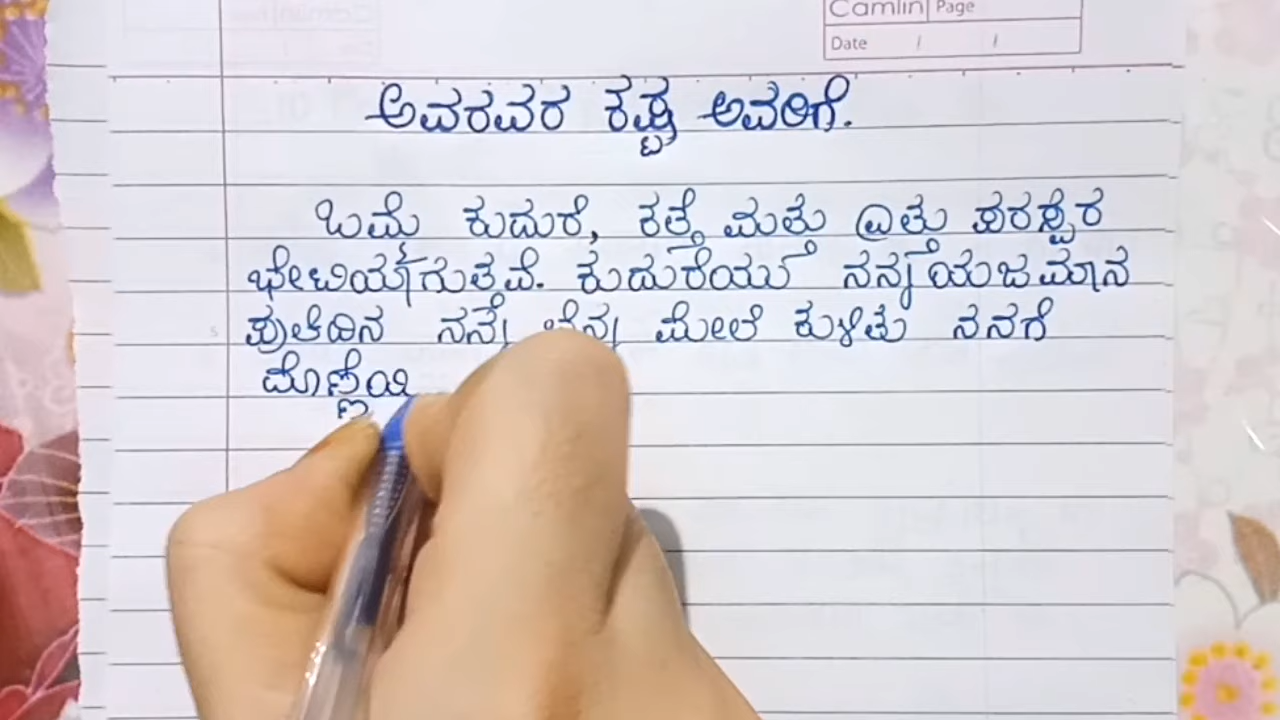 Camlin Page
Date / /
ಅವರವರ ಕಷ್ಟ ಅವರಿಗೆ.
ಒಮ್ಮೆ ಕುದುರೆ, ಕತ್ತೆ ಮತ್ತು ಎತ್ತು ಪರಸ್ಪರ
ಭೇಟಿಯಾಗುತ್ತವೆ. ಕುದುರೆಯು ನನ್ನ ಯಜಮಾನ
ಪ್ರತಿದಿನ ನನ್ನ ಬೆನ್ನ ಮೇಲೆ ಕುಳಿತು ನನಗೆ